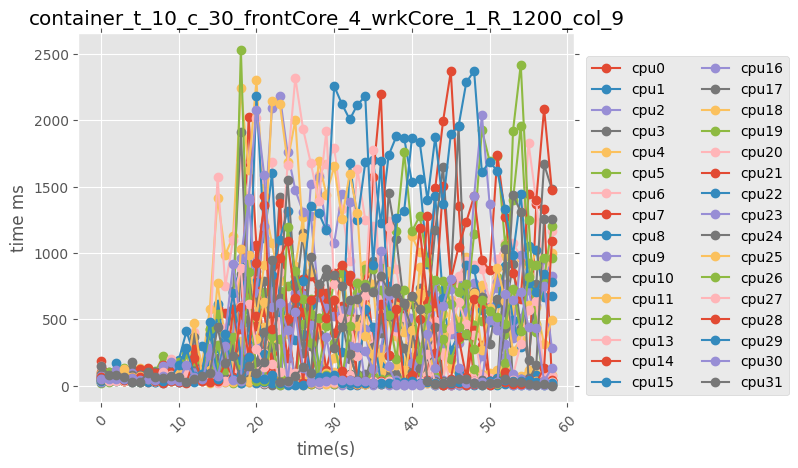 container_t_10_c_30_frontCore_4_wrkCore_1_R_1200_col_9
time ms
2500
2000
1500
1000
500
0
0
10
20
30
40
50
60
time(s)
cpu0
cpu1
cpu2
cpu3
cpu4
cpu5
cpu6
cpu7
cpu8
cpu9
cpu10
cpu11
cpu12
cpu13
cpu14
cpu15
cpu16
cpu17
cpu18
cpu19
cpu20
cpu21
cpu22
cpu23
cpu24
cpu25
cpu26
cpu27
cpu28
cpu29
cpu30
cpu31